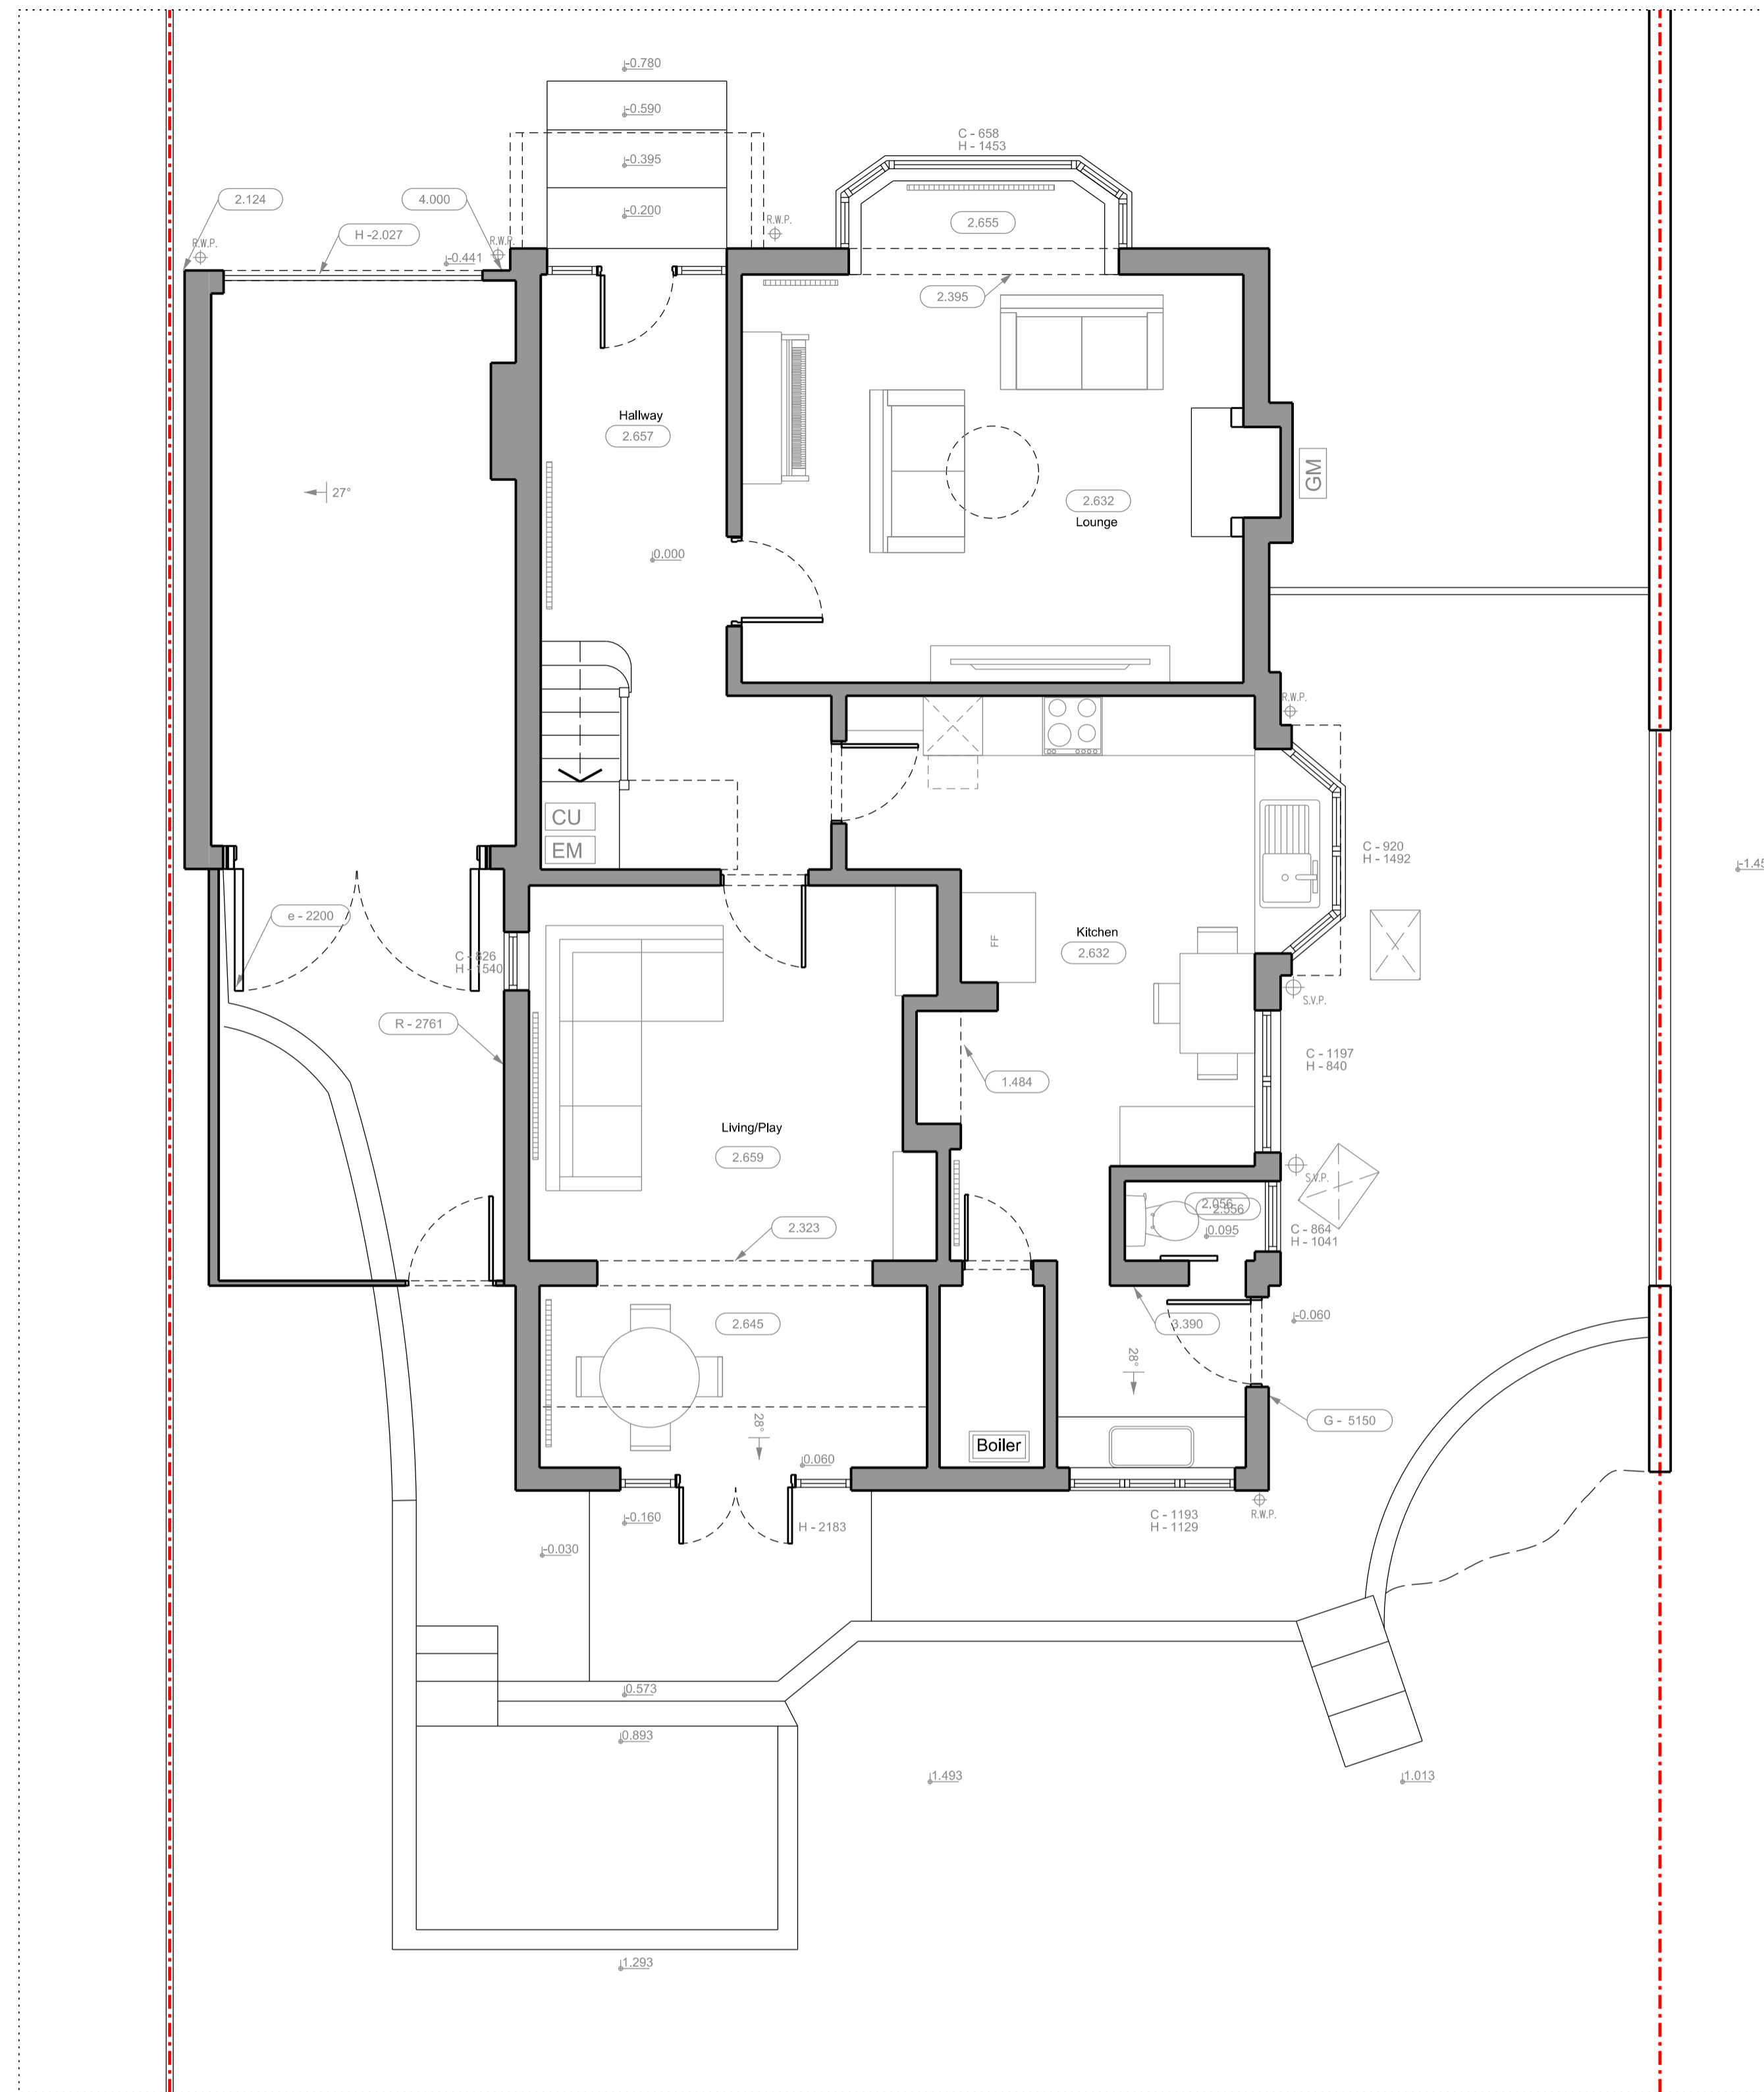 -0.780
-0.590
C - 658
H - 1453
-0.395
2.124
4.000
-0.200
R.W.P.
2.655
H -2.027
R.W.P.
R.W.P.
-0.441
2.395
Hallway
2.657
GM
27°
2.632
Lounge
0.000
R.W.P.
CU
EM
C - 920
H - 1492
e - 2200
Kitchen
FF
2.632
C - 826
H - 1540
S.V.P.
R - 2761
C - 1197
H - 840
1.484
Living/Play
2.659
S.V.P.
2.056
0.095
C - 864
H - 1041
2.323
-0.060
2.645
3.390
28°
28°
G - 5150
Boiler
0.060
-0.160
H - 2183
C - 1193
H - 1129
R.W.P.
-0.030
0.573
0.893
1.493
1.013
1.293